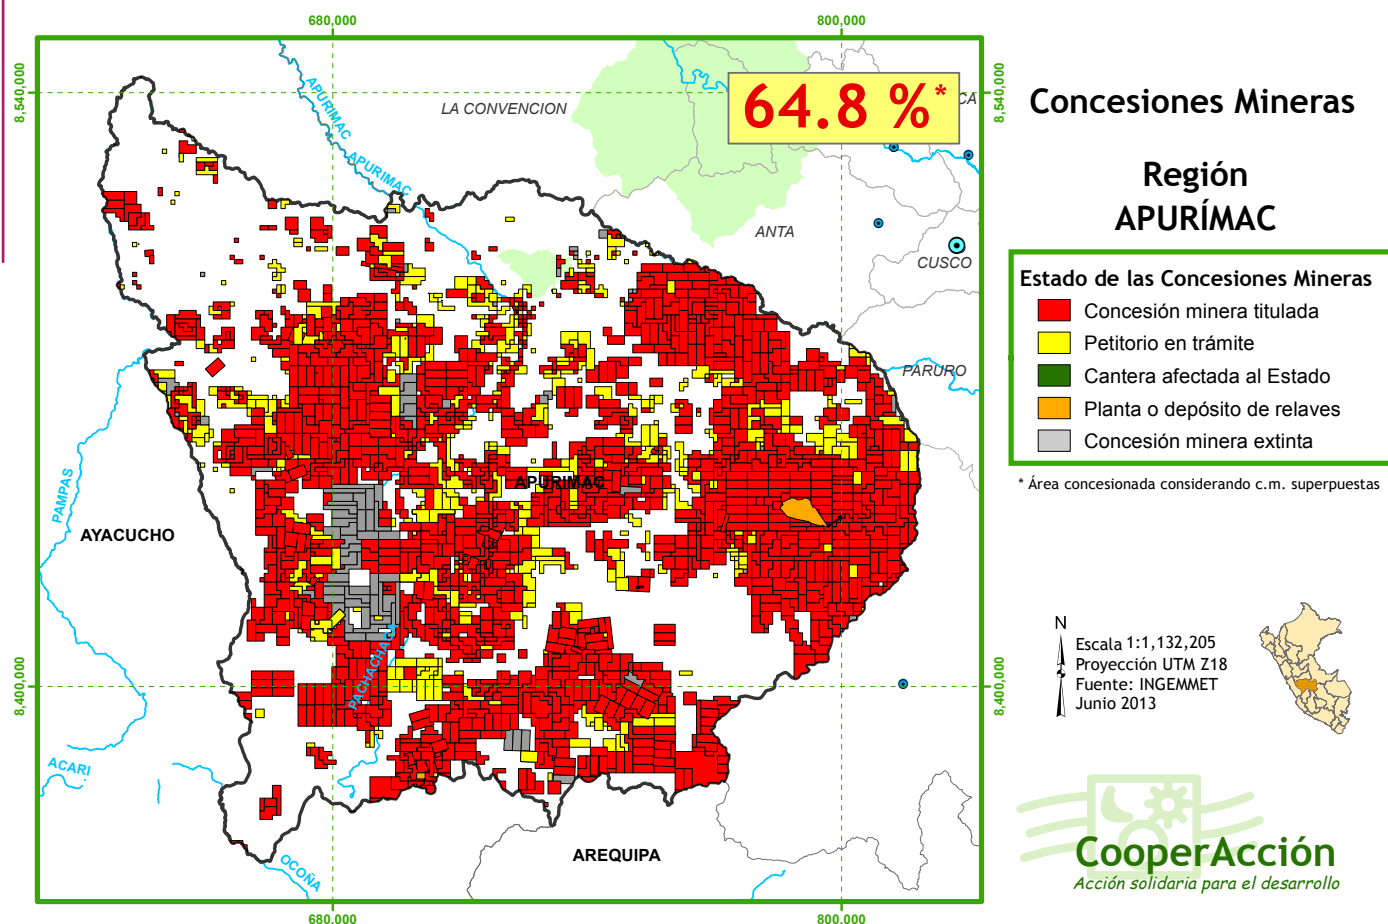 680,000
800,000
8,540,000
8,540,000
APURIMAC
APURIMAC
LA CONVENCION
64.8 %*
CA
ANTA
CUSCO
PARURO
PAMPAS
AYACUCHO
APURIMAC
PACHACHACA
8,400,000
8,400,000
ACARI
OCOÑA
AREQUIPA
680,000
800,000
Concesiones Mineras
Región
APURÍMAC
Estado de las Concesiones Mineras
Concesión minera titulada
Petitorio en trámite
Cantera afectada al Estado
Planta o depósito de relaves
Concesión minera extinta
* Área concesionada considerando c.m. superpuestas
N
Escala 1:1,132,205
Proyección UTM Z18
Fuente: INGEMMET
Junio 2013
CooperAcción
Acción solidaria para el desarrollo